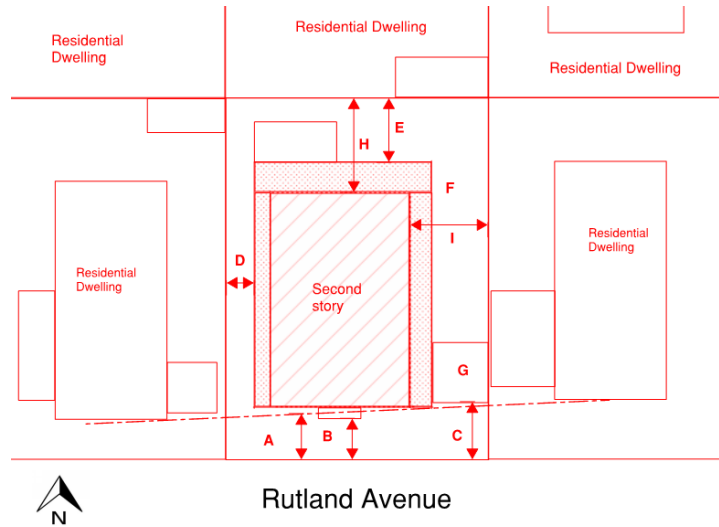 Residential
Dwelling
Residential Dwelling
Residential Dwelling
H
E
F
I
D
Residential
Dwelling
Residential
Dwelling
Second
story
G
A
B
C
N
Rutland Avenue